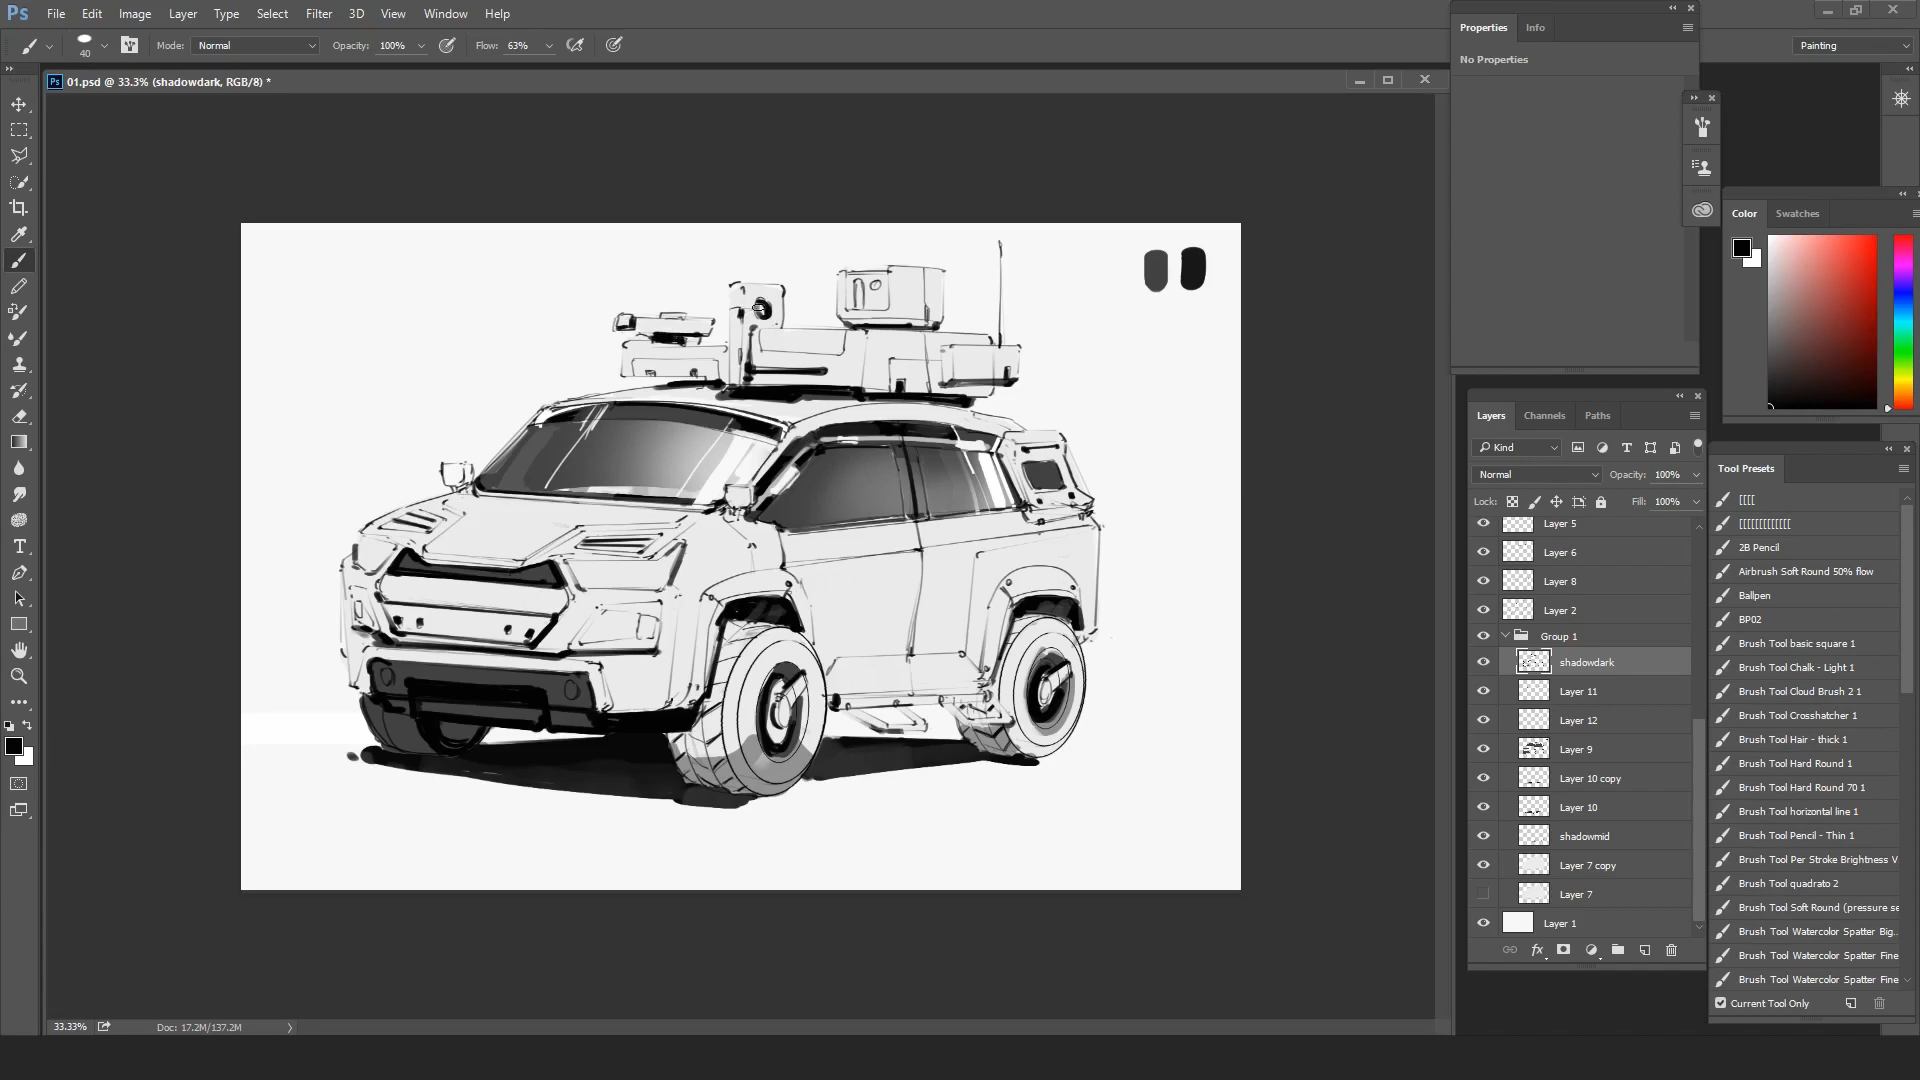 Ps File Edit Image Layer Type Select Filter 3D View Window Help
40 Mode: Normal Opacity: 100% Flow: 63%
Painting
Ps 01.psd @ 33.3% (shadowdark, RGB/8) *
Properties Info
No Properties
Color Swatches
Layers Channels Paths
Kind
Normal Opacity: 100%
Lock: Fill: 100%
Layer 5
Layer 6
Layer 8
Layer 2
Group 1
shadowdark
Layer 11
Layer 12
Layer 9
Layer 10 copy
Layer 10
shadowmid
Layer 7 copy
Layer 7
Layer 1
fx
Tool Presets
[[[[
[[[[[[[[[[[[[
2B Pencil
Airbrush Soft Round 50% flow
Ballpen
BP02
Brush Tool basic square 1
Brush Tool Chalk - Light 1
Brush Tool Cloud Brush 2 1
Brush Tool Crosshatcher 1
Brush Tool Hair - thick 1
Brush Tool Hard Round 1
Brush Tool Hard Round 70 1
Brush Tool horizontal line 1
Brush Tool Pencil - Thin 1
Brush Tool Per Stroke Brightness V
Brush Tool quadrato 2
Brush Tool Soft Round (pressure se
Brush Tool Watercolor Spatter Big...
Brush Tool Watercolor Spatter Fine
Brush Tool Watercolor Spatter Fine
Current Tool Only
33.33% Doc: 17.2M/137.2M